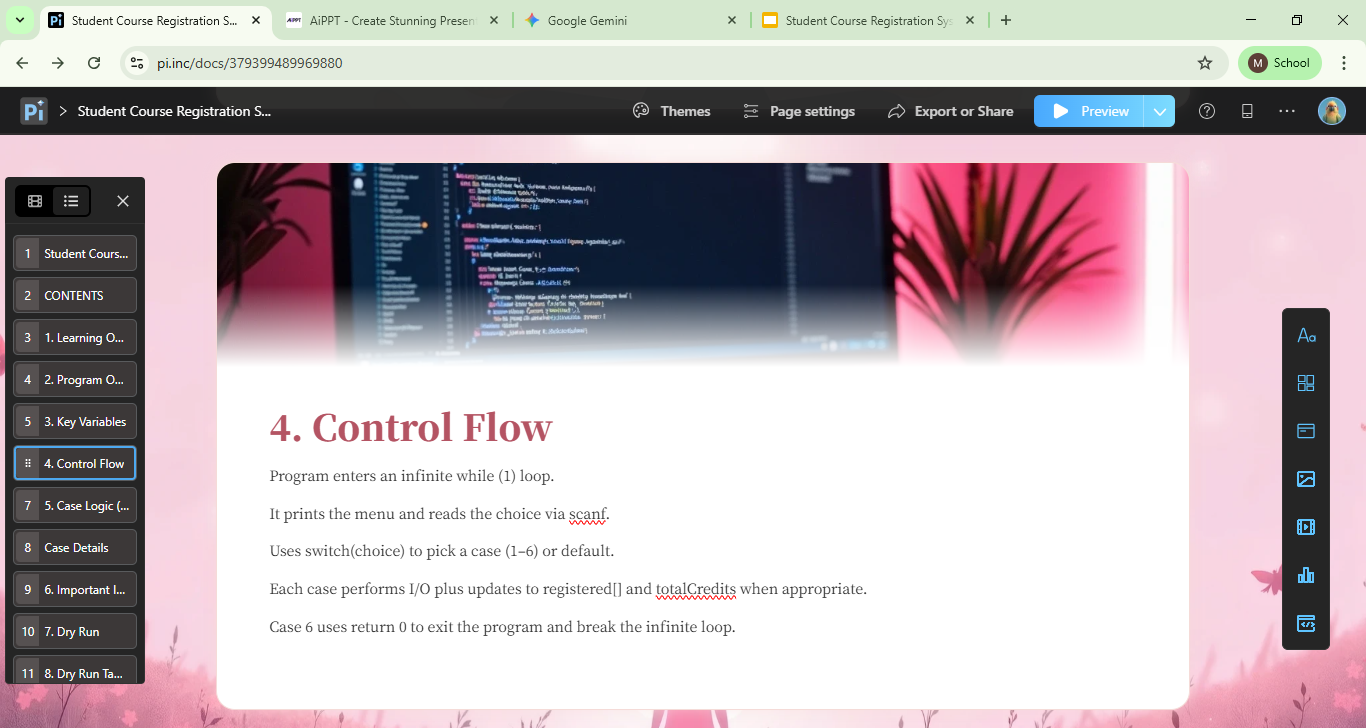 Student Course Registration S...
AiPPT - Create Stunning Presen
Google Gemini
Student Course Registration Sys
pi.inc/docs/379399489969880
M
School
Pi
Student Course Registration S...
Themes
Page settings
Export or Share
Preview
1 Student Cours...
2 CONTENTS
3 1. Learning O...
4 2. Program O...
5 3. Key Variables
4. Control Flow
7 5. Case Logic (...
8 Case Details
9 6. Important I...
10 7. Dry Run
11 8. Dry Run Ta...
4. Control Flow
Program enters an infinite while (1) loop.
It prints the menu and reads the choice via scanf.
Uses switch(choice) to pick a case (1–6) or default.
Each case performs I/O plus updates to registered[] and totalCredits when appropriate.
Case 6 uses return 0 to exit the program and break the infinite loop.
Aa